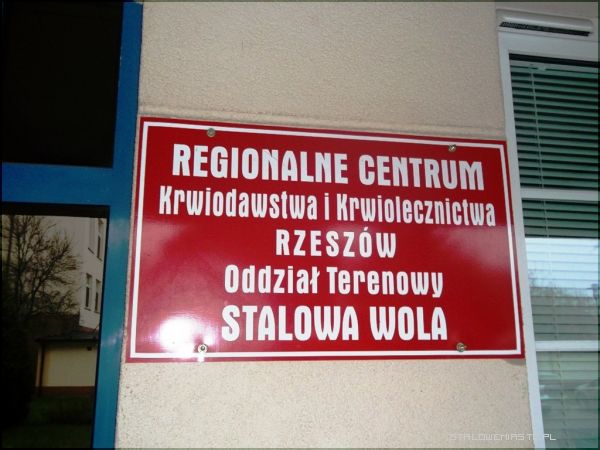 REGIONALNE CENTRUM
Krwiodawstwa i Krwiolecznictwa
RZESZÓW
Oddział Terenowy
STALOWA WOLA